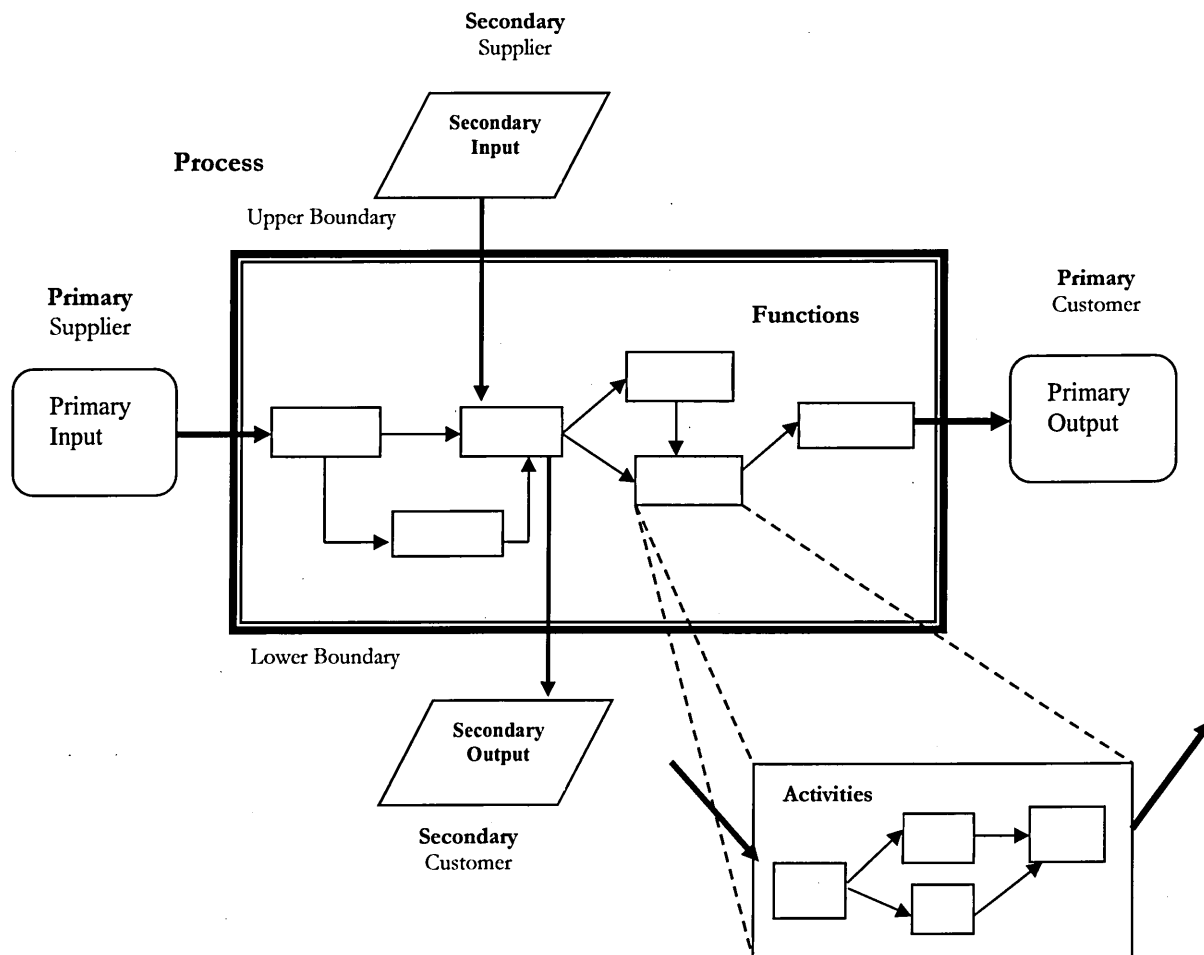 Secondary
Supplier
Secondary
Input
Process
Upper Boundary
Primary
Supplier
Functions
Primary
Customer
Primary
Input
Primary
Output
Lower Boundary
Secondary
Output
Activities
Secondary
Customer